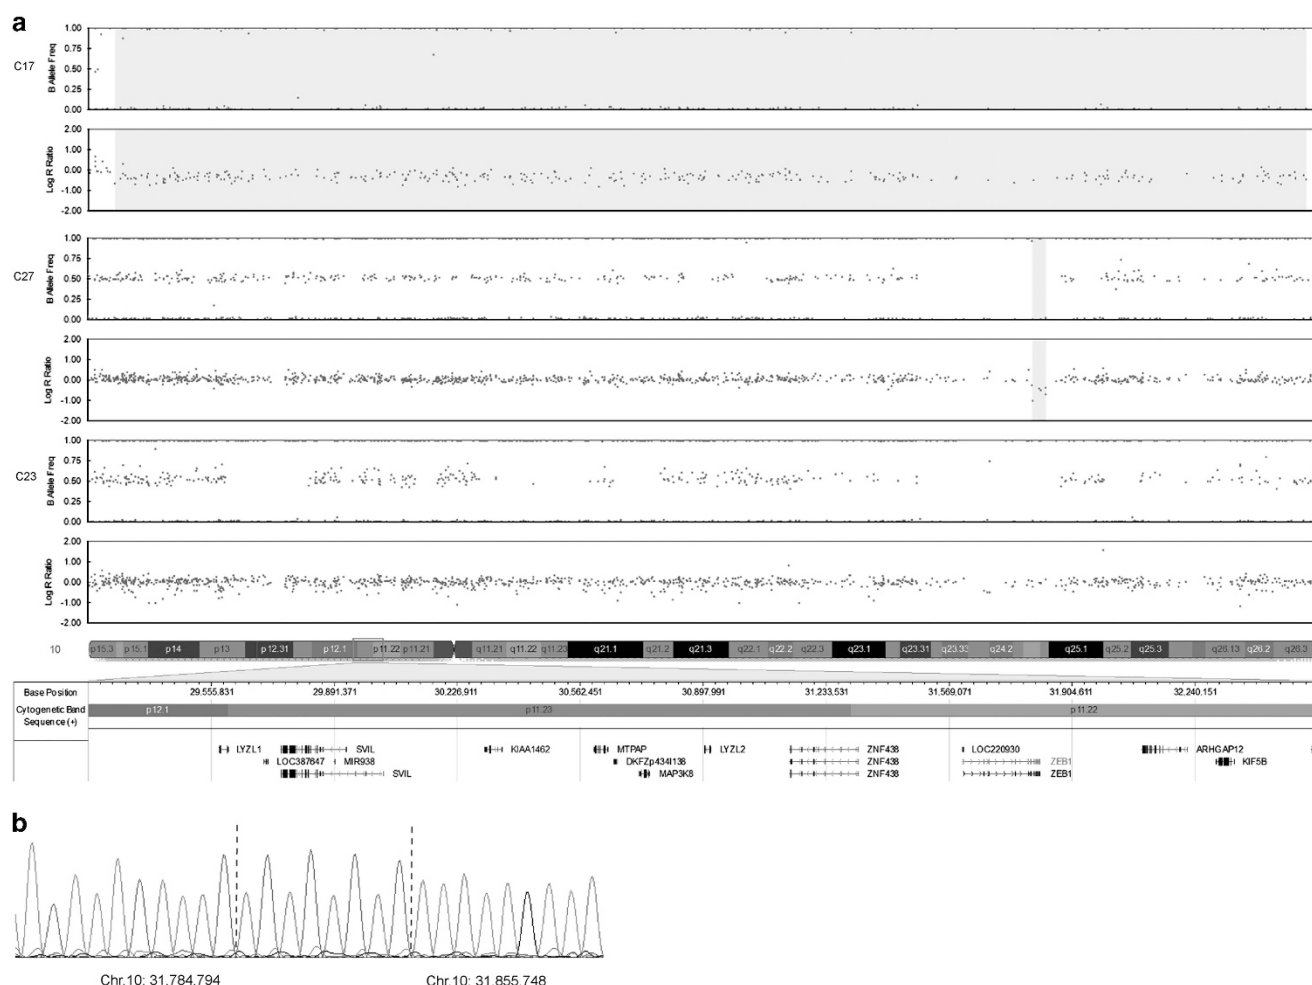 a
C17
B Allele Freq
1.00
0.75
0.50
0.25
0.00
Log R Ratio
2.00
1.00
0.00
-1.00
-2.00
C27
B Allele Freq
1.00
0.75
0.50
0.25
0.00
Log R Ratio
2.00
1.00
0.00
-1.00
-2.00
C23
B Allele Freq
1.00
0.75
0.50
0.25
0.00
Log R Ratio
2.00
1.00
0.00
-1.00
-2.00
10 p15.3 p15.1 p14 p13 p12.31 p12.1 p11.22 p11.21 q11.21 q11.22 q11.23 q21.1 q21.2 q21.3 q22.1 q22.2 q22.3 q23.1 q23.31 q23.33 q24.2 q25.1 q25.2 q25.3 q26.13 q26.2 q26.3
Base Position 29.555.831 29.891.371 30.226.911 30.562.451 30.897.991 31.233.531 31.569.071 31.904.611 32.240.151
Cytogenetic Band p12.1 p11.23 p11.22
Sequence (+)
LYZL1 SVIL KIAA1462 MTPAP LYZL2 ZNF438 LOC220930 ARHGAP12
LOC387647 MIR938 DKFZp434I138 ZNF438 ZEB1 KIF5B
SVIL MAP3K8 ZNF438 ZEB1
b
Chr.10: 31.784.794 Chr.10: 31.855.748